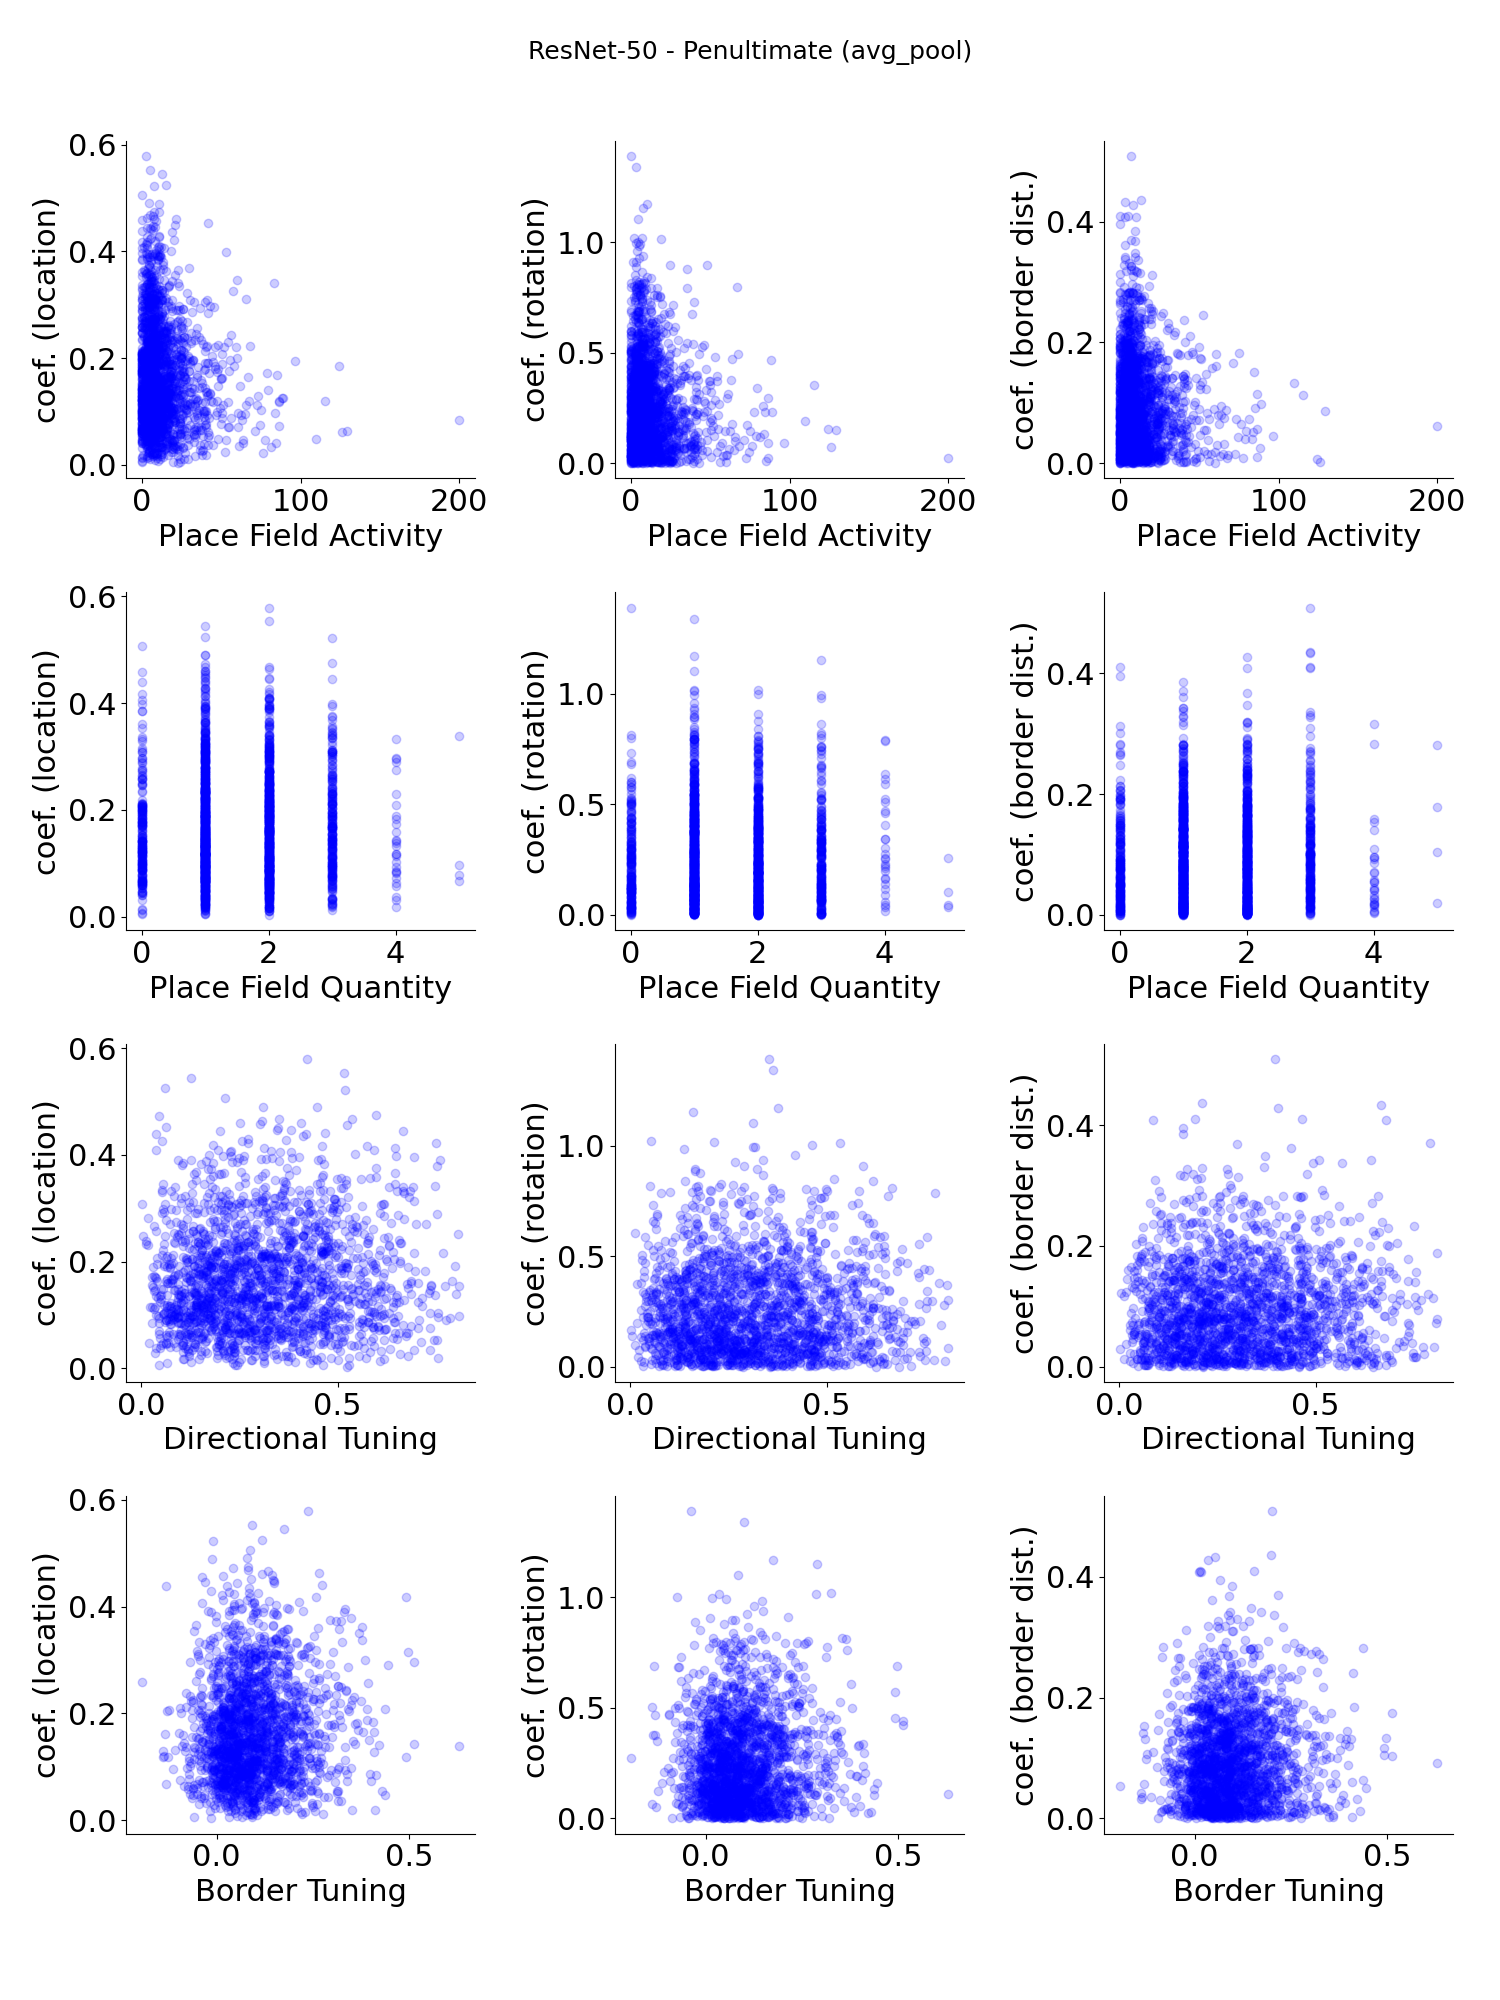 ResNet-50 - Penultimate (avg_pool)
0.6
0.4
0.2
0.0
coef. (location)
0 100 200
Place Field Activity
1.0
0.5
0.0
coef. (rotation)
0 100 200
Place Field Activity
0.4
0.2
0.0
coef. (border dist.)
0 100 200
Place Field Activity
0.6
0.4
0.2
0.0
coef. (location)
0 2 4
Place Field Quantity
1.0
0.5
0.0
coef. (rotation)
0 2 4
Place Field Quantity
0.4
0.2
0.0
coef. (border dist.)
0 2 4
Place Field Quantity
0.6
0.4
0.2
0.0
coef. (location)
0.0 0.5
Directional Tuning
1.0
0.5
0.0
coef. (rotation)
0.0 0.5
Directional Tuning
0.4
0.2
0.0
coef. (border dist.)
0.0 0.5
Directional Tuning
0.6
0.4
0.2
0.0
coef. (location)
0.0 0.5
Border Tuning
1.0
0.5
0.0
coef. (rotation)
0.0 0.5
Border Tuning
0.4
0.2
0.0
coef. (border dist.)
0.0 0.5
Border Tuning